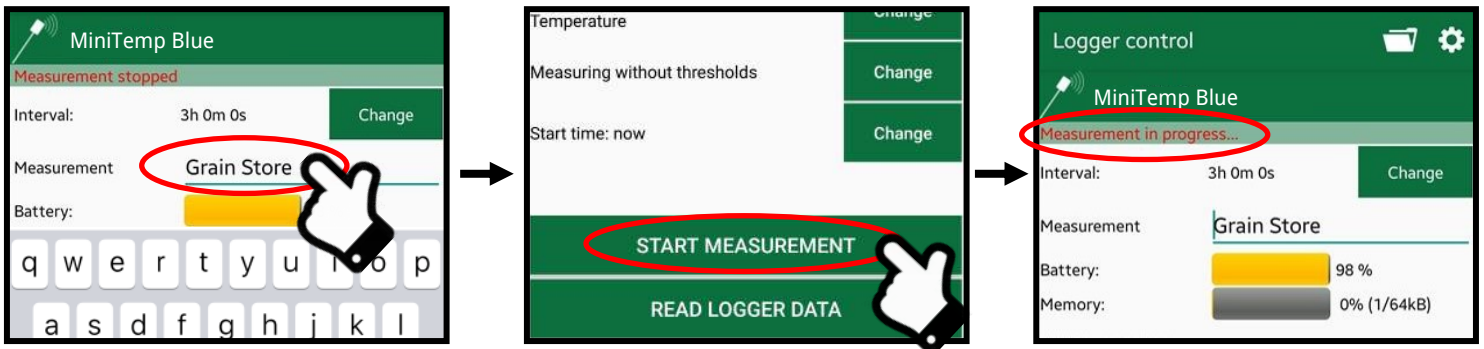 MiniTemp Blue
Measurement stopped
Interval: 3h 0m 0s Change
Measurement Grain Store
Battery:
q w e r t y u o p
a s d f g h j k l
Temperature Change
Measuring without thresholds Change
Start time: now Change
START MEASUREMENT
READ LOGGER DATA
Logger control
MiniTemp Blue
Measurement in progress...
Interval: 3h 0m 0s Change
Measurement Grain Store
Battery: 98 %
Memory: 0% (1/64kB)